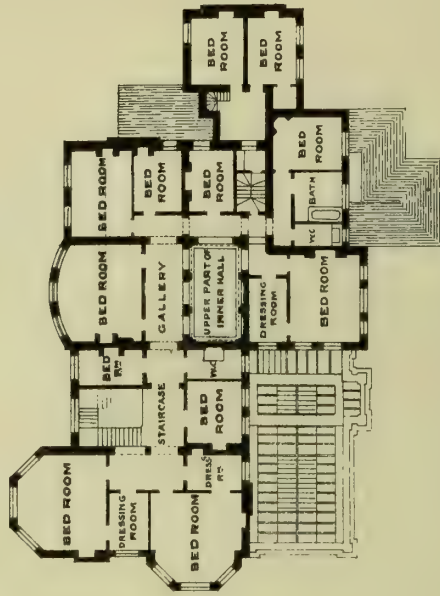 BED
ROOM
BED
ROOM
BED
ROOM
BATH
W.C
BED ROOM
BED
ROOM
BED
ROOM
BED ROOM
GALLERY
UPPER PART OF
INNER HALL
DRESSING
ROOM
BED ROOM
BED
RM
STAIRCASE
W.C
BED
ROOM
BED ROOM
DRESSING
ROOM
BED ROOM
DRESS
RM